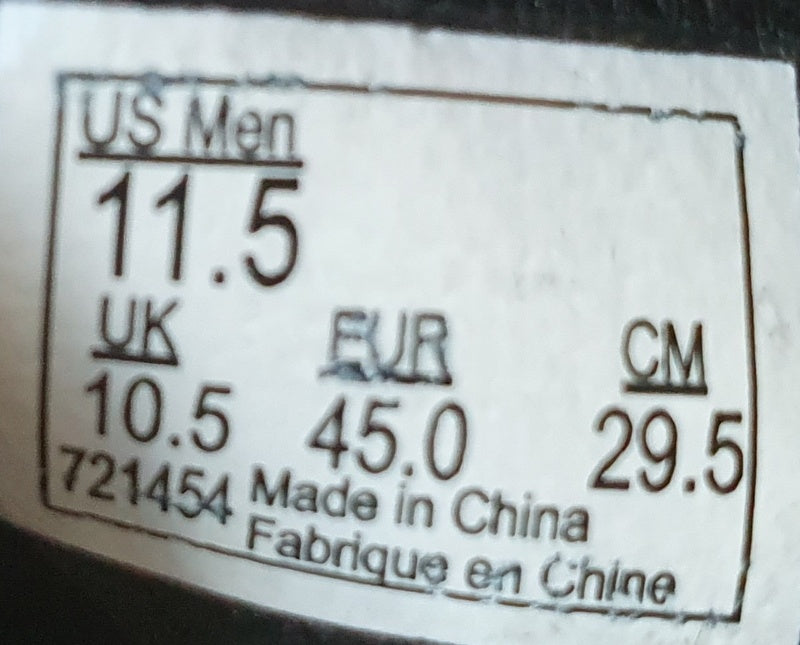 US Men
11.5
UK EUR CM
10.5 45.0 29.5
721454 Made in China
Fabrique en Chine